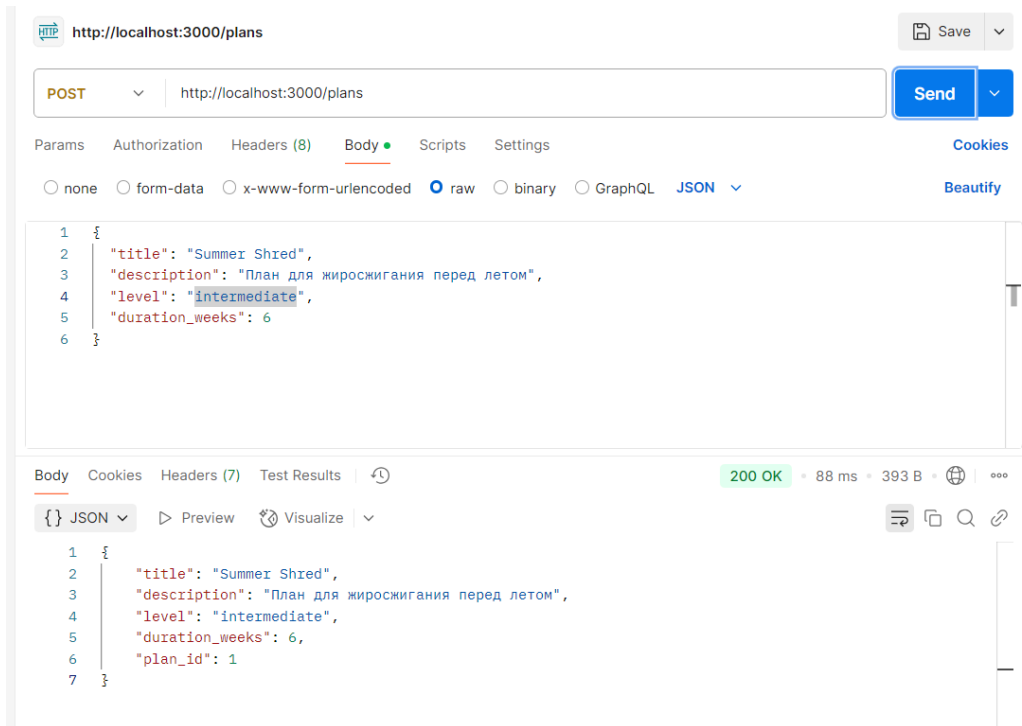 HTTP http://localhost:3000/plans Save
POST http://localhost:3000/plans Send
Params Authorization Headers (8) Body Scripts Settings Cookies
none form-data x-www-form-urlencoded raw binary GraphQL JSON Beautify
1 {
2 "title": "Summer Shred",
3 "description": "План для жиросжигания перед летом",
4 "level": "intermediate",
5 "duration_weeks": 6
6 }
Body Cookies Headers (7) Test Results 200 OK • 88 ms • 393 B •
{} JSON Preview Visualize
1 {
2 "title": "Summer Shred",
3 "description": "План для жиросжигания перед летом",
4 "level": "intermediate",
5 "duration_weeks": 6,
6 "plan_id": 1
7 }